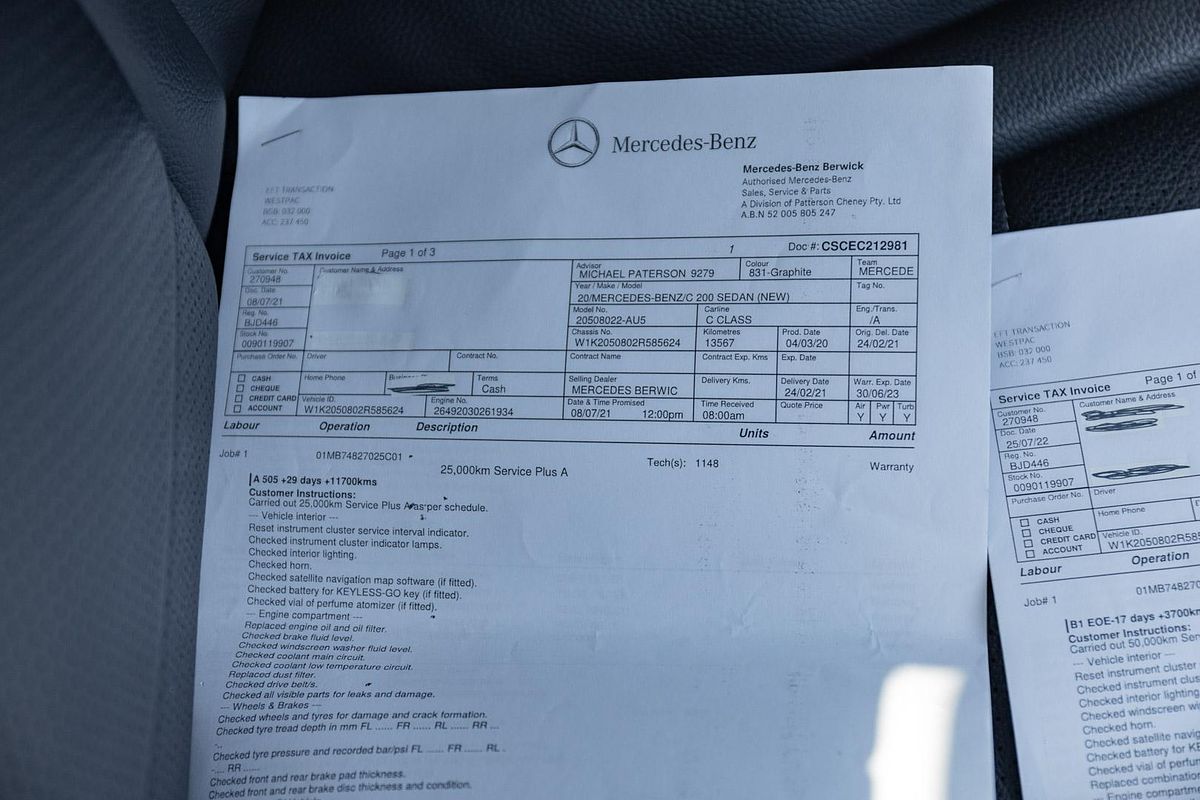 Mercedes-Benz
Mercedes-Benz Berwick
Authorised Mercedes-Benz
Sales, Service & Parts
A Division of Patterson Cheney Pty. Ltd
A.B.N 52 005 805 247
EFT TRANSACTION
WESTPAC
BSB: 032 000
ACC: 237 450
Service TAX Invoice Page 1 of 3 1 Doc #: CSCEC212981
Customer No.
270948
Doc. Date
08/07/21
Reg. No.
BJD446
Stock No.
0090119907
Customer Name & Address
Advisor
MICHAEL PATERSON 9279
Colour
831-Graphite
Team
MERCEDE
Year / Make / Model
20/MERCEDES-BENZ/C 200 SEDAN (NEW)
Tag No.
Model No.
20508022-AU5
Carline
C CLASS
Eng./Trans.
/A
Chassis No.
W1K2050802R585624
Kilometres
13567
Prod. Date
04/03/20
Orig. Del. Date
24/02/21
Purchase Order No. Driver Contract No. Contract Name Contract Exp. Kms Exp. Date
CASH
CHEQUE
CREDIT CARD
ACCOUNT
Home Phone
Terms
Cash
Selling Dealer
MERCEDES BERWIC
Delivery Kms.
Delivery Date
24/02/21
Warr. Exp. Date
30/06/23
Vehicle ID.
W1K2050802R585624
Engine No.
26492030261934
Date & Time Promised
08/07/21 12:00pm
Time Received
08:00am
Quote Price
Air Pwr Turb
Y Y Y
Labour Operation Description Units Amount
Job# 1 01MB74827025C01 25,000km Service Plus A Tech(s): 1148 Warranty
A 505 +29 days +11700kms
Customer Instructions:
Carried out 25,000km Service Plus A as per schedule.
--- Vehicle interior ---
Reset instrument cluster service interval indicator.
Checked instrument cluster indicator lamps.
Checked interior lighting.
Checked horn.
Checked satellite navigation map software (if fitted).
Checked battery for KEYLESS-GO key (if fitted).
Checked vial of perfume atomizer (if fitted).
--- Engine compartment ---
Replaced engine oil and oil filter.
Checked brake fluid level.
Checked windscreen washer fluid level.
Checked coolant main circuit.
Checked coolant low temperature circuit.
Replaced dust filter.
Checked drive belt/s.
Checked all visible parts for leaks and damage.
--- Wheels & Brakes ---
Checked wheels and tyres for damage and crack formation.
Checked tyre tread depth in mm FL ...... FR ...... RL ...... RR ...
Checked tyre pressure and recorded bar/psi FL ...... FR ...... RL .
.... RR ......
Checked front and rear brake pad thickness.
Checked front and rear brake disc thickness and condition.
EFT TRANSACTION
WESTPAC
BSB: 032 000
ACC: 237 450
Service TAX Invoice Page 1 of
Customer No.
270948
Doc. Date
25/07/22
Reg. No.
BJD446
Stock No.
0090119907
Customer Name & Address
Purchase Order No. Driver
CASH
CHEQUE
CREDIT CARD
ACCOUNT
Home Phone
Vehicle ID.
W1K2050802R585
Labour Operation
Job# 1 01MB74827
B1 EOE-17 days +3700km
Customer Instructions:
Carried out 50,000km Ser
--- Vehicle interior ---
Reset instrument cluster
Checked instrument clus
Checked interior lighting
Checked windscreen wi
Checked horn.
Checked satellite navig
Checked battery for KE
Checked vial of perfum
Replaced combination
--- Engine compartme